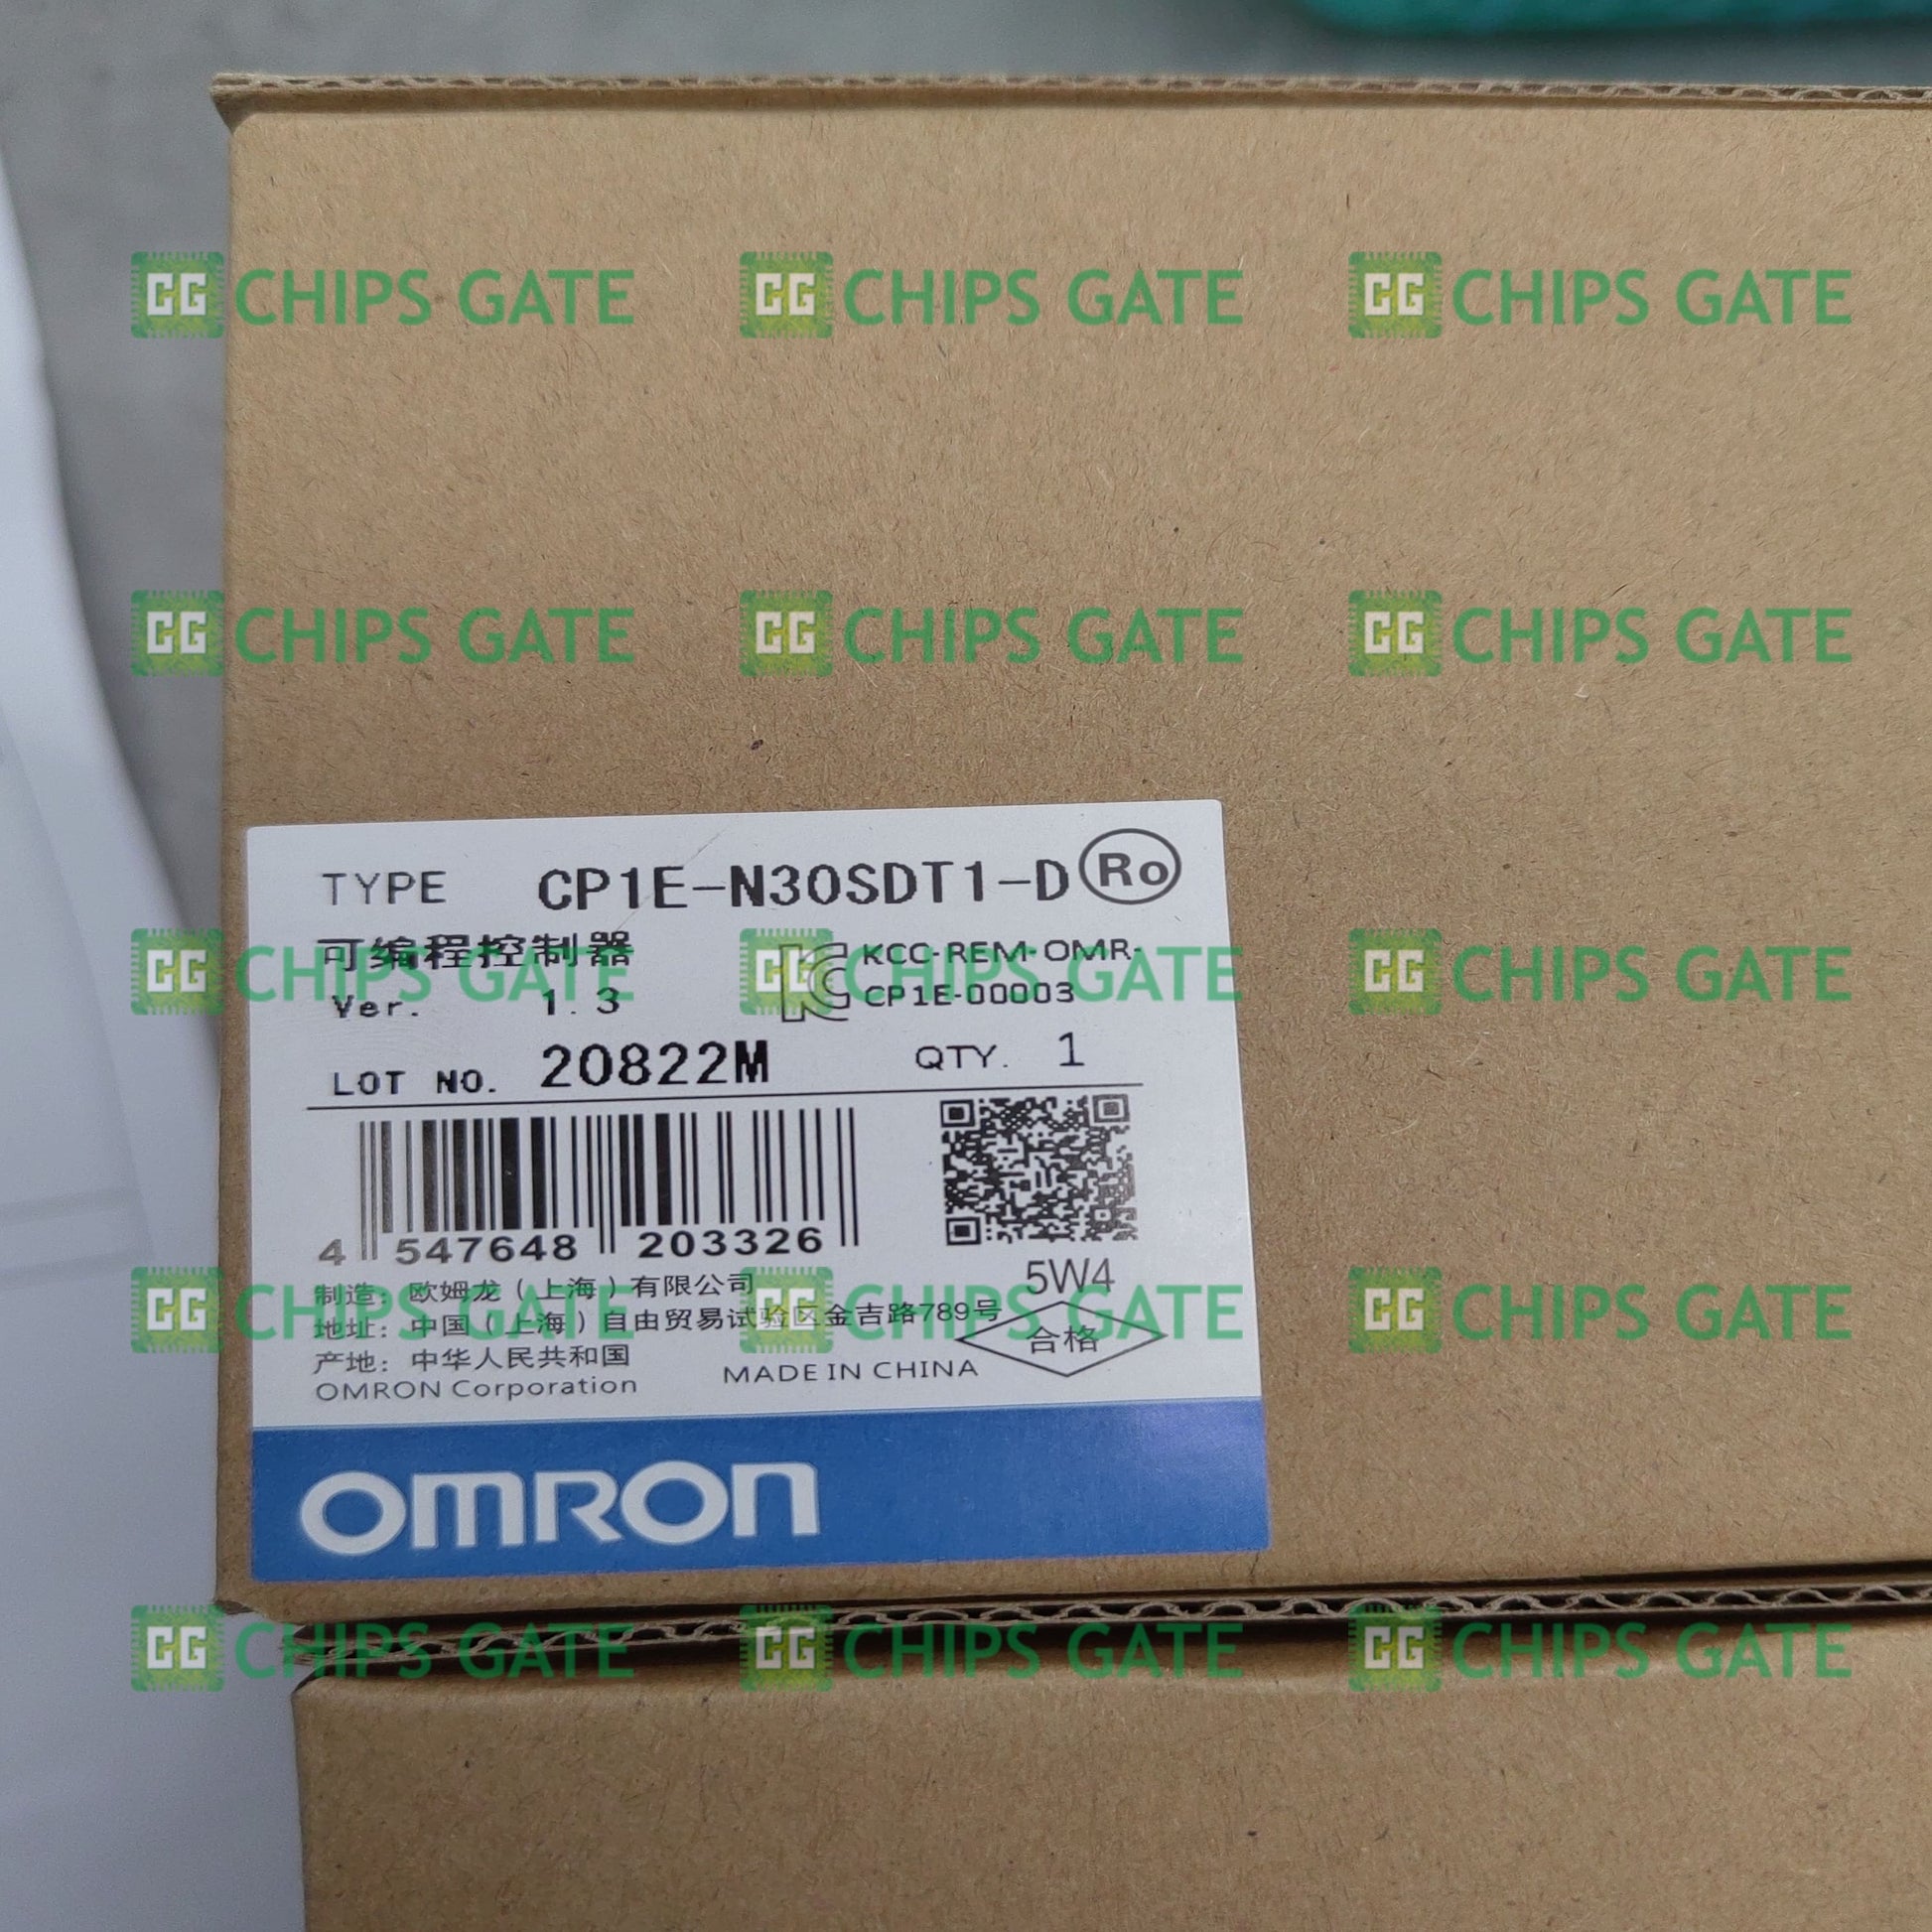 CG CHIPS GATE CG CHIPS GATE CG CHIPS GATE
CG CHIPS GATE CG CHIPS GATE CG CHIPS GATE
TYPE CP1E-N30SDT1-D Ro
可编程控制器
KCC-REM-OMR-
CG CHIPS GATE CG CHIPS GATE CG CHIPS GATE
Ver. 1.3
CP1E-00003
LOT NO. 20822M QTY. 1
4 547648 203326
5W4
制造：欧姆龙（上海）有限公司
CG CHIPS GATE CG CHIPS GATE CG CHIPS GATE
地址：中国（上海）自由贸易试验区金吉路789号
合格
产地：中华人民共和国
MADE IN CHINA
OMRON Corporation
OMRON
CG CHIPS GATE CG CHIPS GATE CG CHIPS GATE